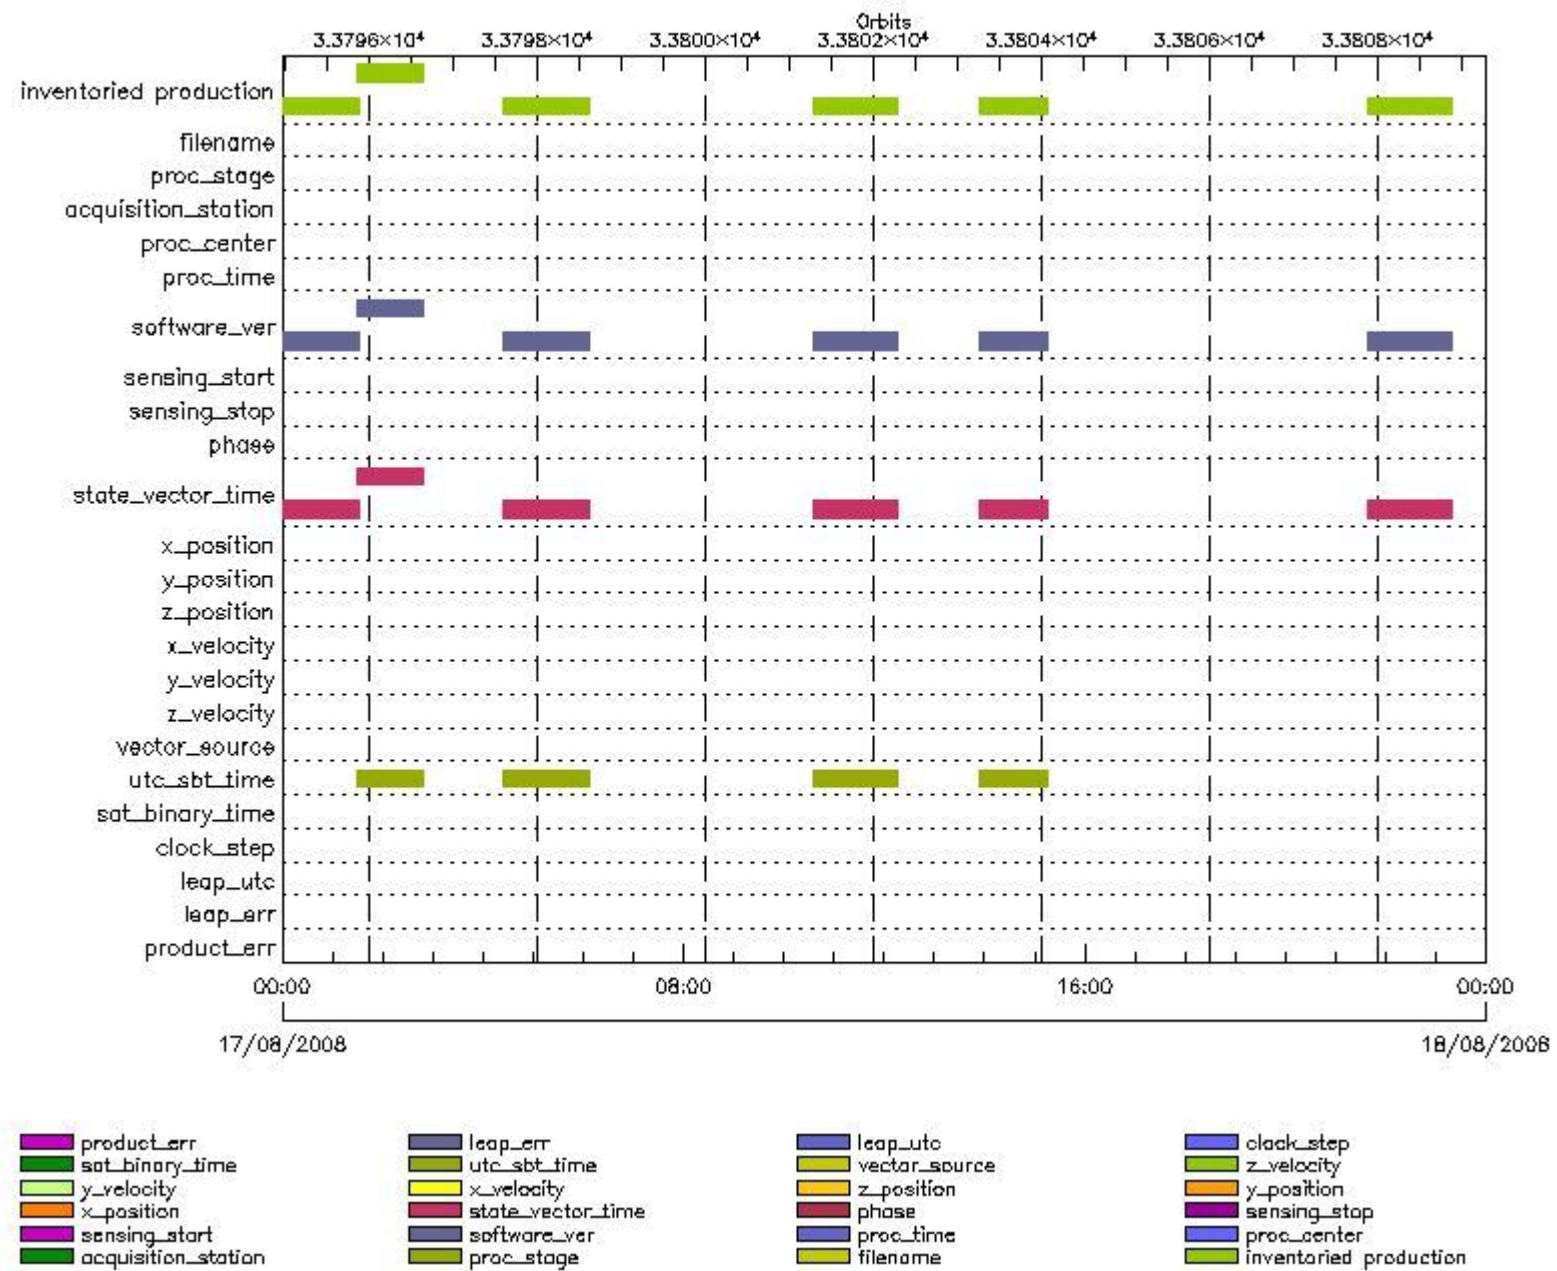 Orbits
3.3796×10⁴ 3.3798×10⁴ 3.3800×10⁴ 3.3802×10⁴ 3.3804×10⁴ 3.3806×10⁴ 3.3808×10⁴
inventoried production
filename
proc_stage
acquisition_station
proc_center
proc_time
software_ver
sensing_start
sensing_stop
phase
state_vector_time
x_position
y_position
z_position
x_velocity
y_velocity
z_velocity
vector_source
utc_sbt_time
sat_binary_time
clock_step
leap_utc
leap_err
product_err
00:00 08:00 16:00 00:00
17/08/2008 18/08/2008
product_err leap_err leap_utc clock_step
sat_binary_time utc_sbt_time vector_source z_velocity
y_velocity x_velocity z_position y_position
x_position state_vector_time phase sensing_stop
sensing_start software_ver proc_time proc_center
acquisition_station proc_stage filename inventoried production